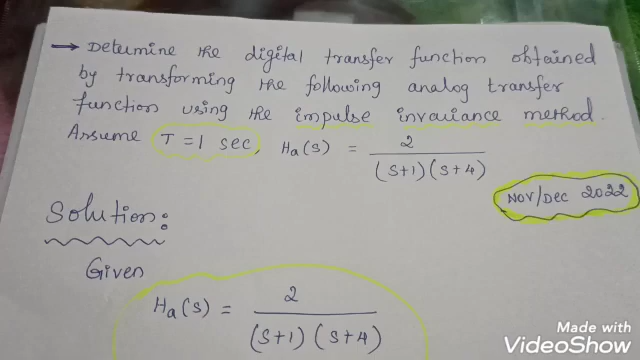 → Determine the digital transfer function obtained
by transforming the following analog transfer
function using the impulse invariance method.
Assume T = 1 sec, Ha(s) = 2 / (s+1)(s+4)
NOV/DEC 2022
Solution:
Given
Ha(s) = 2 / (s+1) (s+4)
Made with
VideoShow